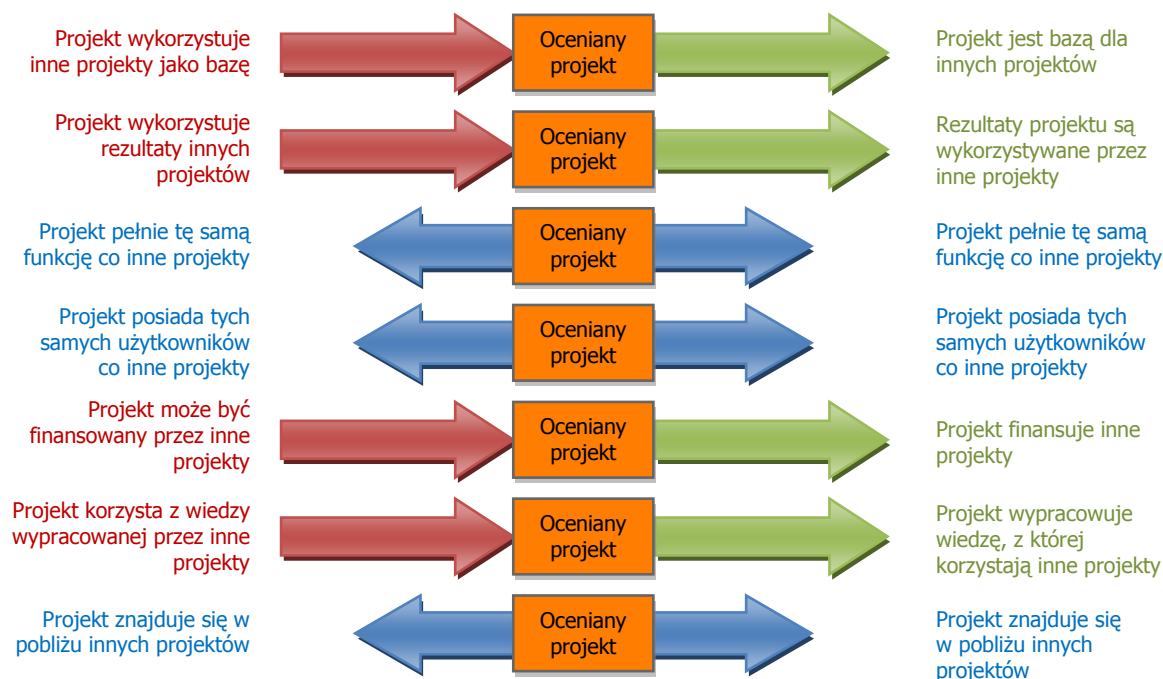 Projekt wykorzystuje
inne projekty jako bazę
Oceniany
projekt
Projekt jest bazą dla
innych projektów
Projekt wykorzystuje
rezultaty innych
projektów
Oceniany
projekt
Rezultaty projektu są
wykorzystywane przez
inne projekty
Projekt pełnie tę samą
funkcję co inne projekty
Oceniany
projekt
Projekt pełnie tę samą
funkcję co inne projekty
Projekt posiada tych
samych użytkowników
co inne projekty
Oceniany
projekt
Projekt posiada tych
samych użytkowników
co inne projekty
Projekt może być
finansowany przez inne
projekty
Oceniany
projekt
Projekt finansuje inne
projekty
Projekt korzysta z wiedzy
wypracowanej przez inne
projekty
Oceniany
projekt
Projekt wypracowuje
wiedzę, z której
korzystają inne projekty
Projekt znajduje się w
pobliżu innych projektów
Oceniany
projekt
Projekt znajduje się
w pobliżu innych
projektów